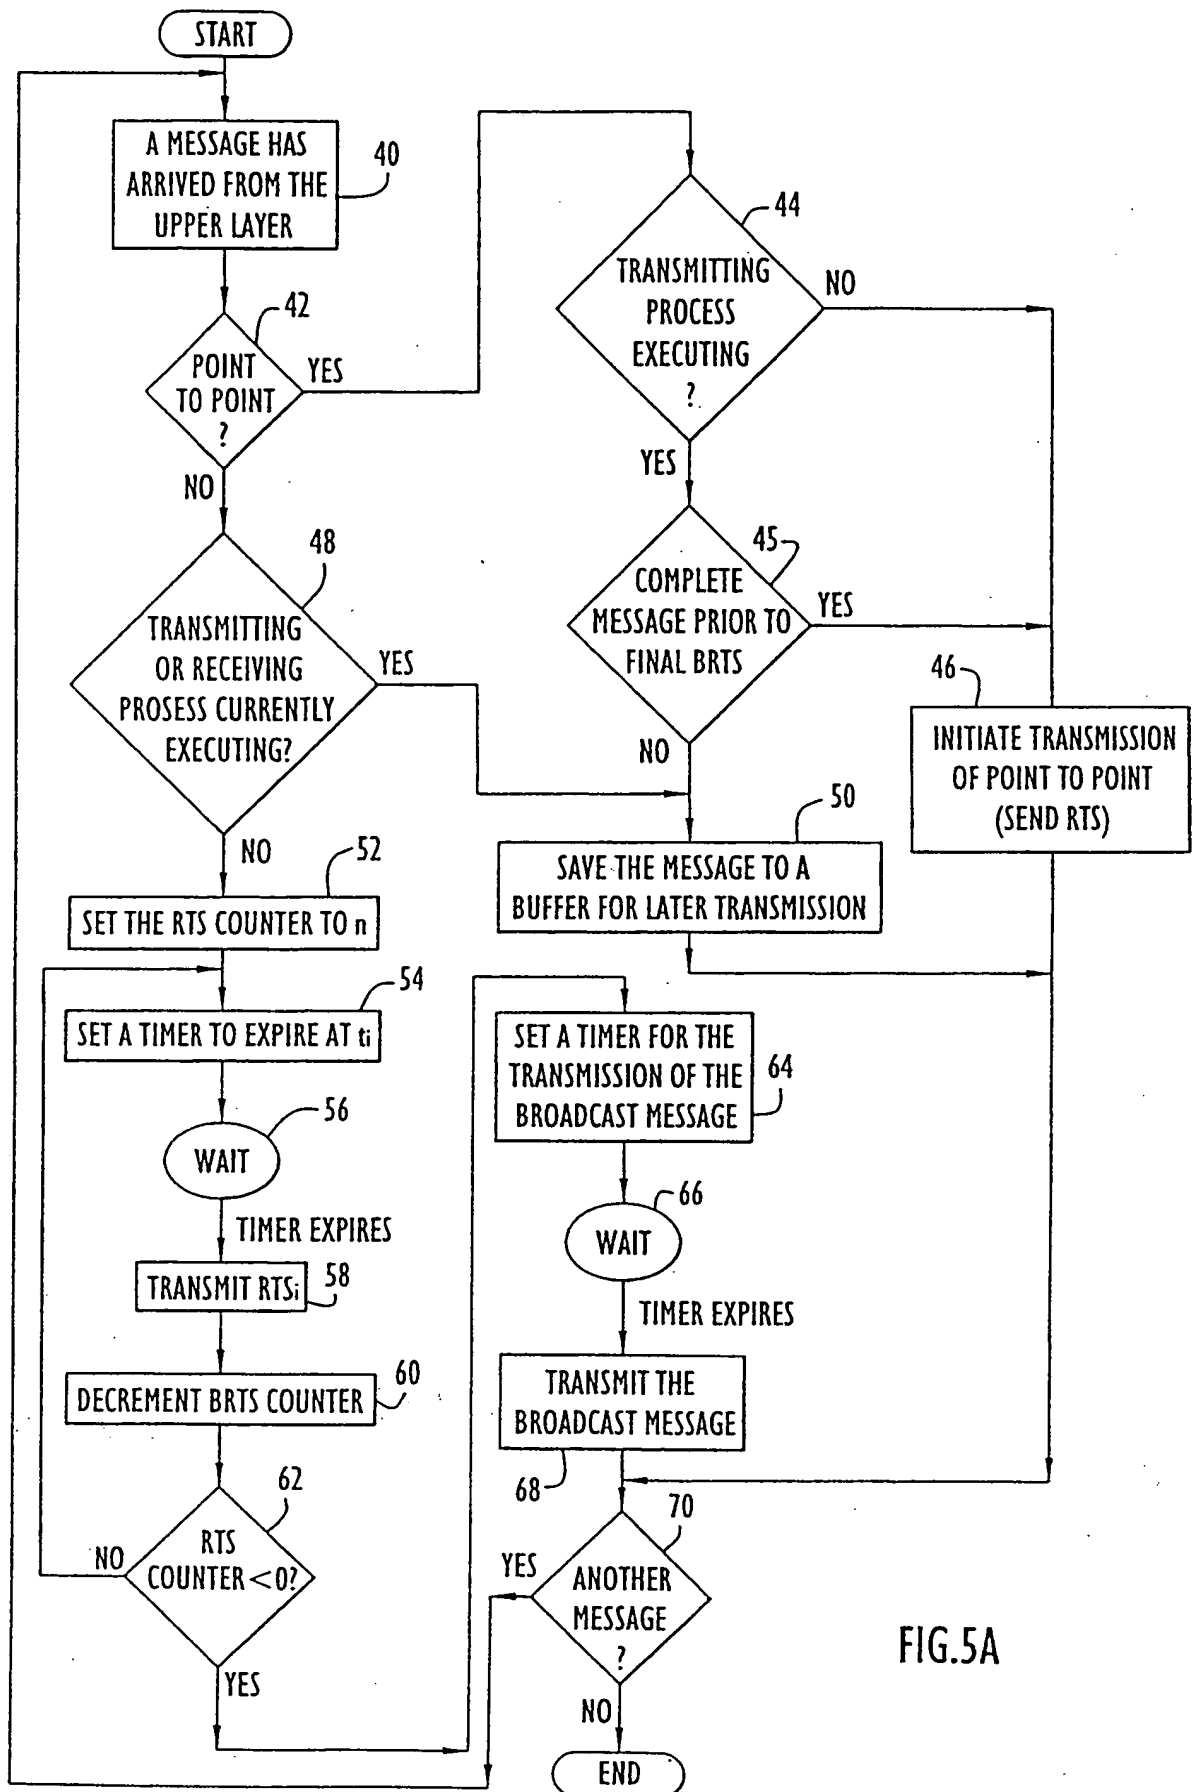 START
A MESSAGE HAS
ARRIVED FROM THE
UPPER LAYER
40
42
POINT
TO POINT
?
YES
NO
44
TRANSMITTING
PROCESS
EXECUTING
?
NO
YES
45
COMPLETE
MESSAGE PRIOR TO
FINAL BRTS
YES
NO
46
INITIATE TRANSMISSION
OF POINT TO POINT
(SEND RTS)
48
TRANSMITTING
OR RECEIVING
PROSESS CURRENTLY
EXECUTING?
YES
NO
50
SAVE THE MESSAGE TO A
BUFFER FOR LATER TRANSMISSION
52
SET THE RTS COUNTER TO n
54
SET A TIMER TO EXPIRE AT ti
56
WAIT
TIMER EXPIRES
TRANSMIT RTSi
58
DECREMENT BRTS COUNTER
60
62
RTS
COUNTER<0?
NO
YES
SET A TIMER FOR THE
TRANSMISSION OF THE
BROADCAST MESSAGE
64
66
WAIT
TIMER EXPIRES
TRANSMIT THE
BROADCAST MESSAGE
68
70
ANOTHER
MESSAGE
?
YES
NO
END
FIG.5A